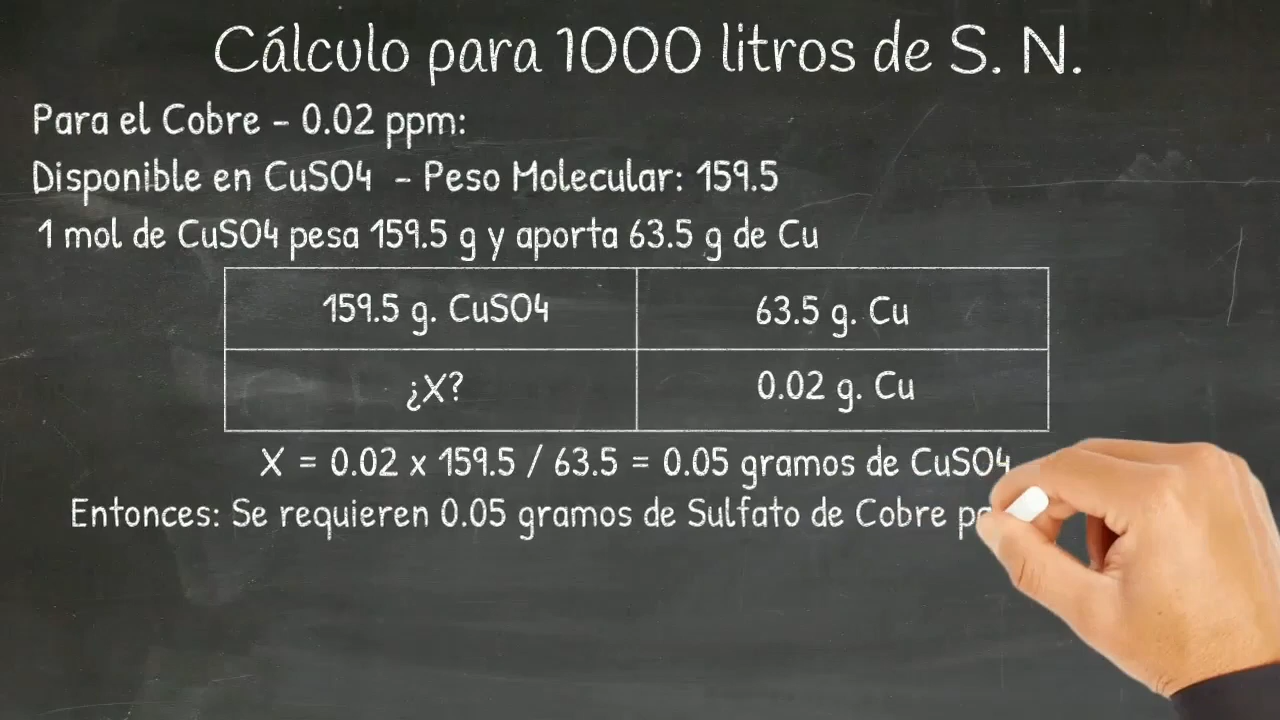 Cálculo para 1000 litros de S. N.
Para el Cobre - 0.02 ppm:
Disponible en CuSO4 - Peso Molecular: 159.5
1 mol de CuSO4 pesa 159.5 g y aporta 63.5 g de Cu
159.5 g. CuSO4 63.5 g. Cu
¿X? 0.02 g. Cu
X = 0.02 x 159.5 / 63.5 = 0.05 gramos de CuSO4
Entonces: Se requieren 0.05 gramos de Sulfato de Cobre